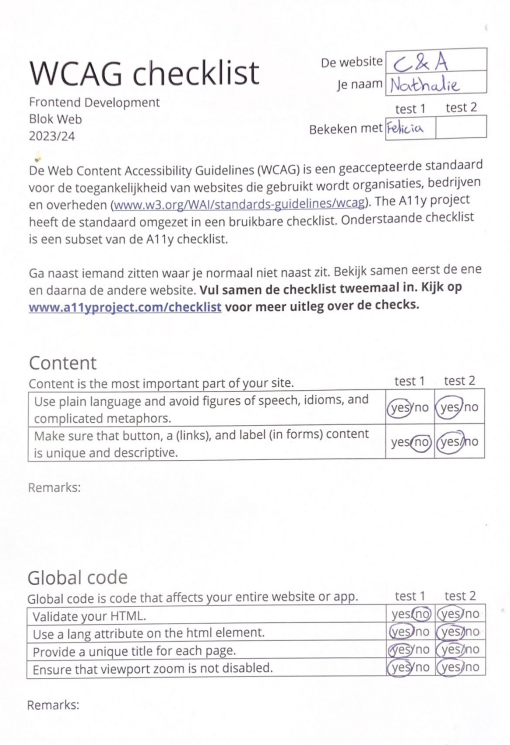 De website C&A
WCAG checklist
Je naam Nathalie
Frontend Development
test 1 test 2
Blok Web
Bekeken met Felicia
2023/24
De Web Content Accessibility Guidelines (WCAG) is een geaccepteerde standaard
voor de toegankelijkheid van websites die gebruikt wordt organisaties, bedrijven
en overheden (www.w3.org/WAI/standards-guidelines/wcag). The A11y project
heeft de standaard omgezet in een bruikbare checklist. Onderstaande checklist
is een subset van de A11y checklist.
Ga naast iemand zitten waar je normaal niet naast zit. Bekijk samen eerst de ene
en daarna de andere website. Vul samen de checklist tweemaal in. Kijk op
www.a11yproject.com/checklist voor meer uitleg over de checks.
Content
Content is the most important part of your site. test 1 test 2
Use plain language and avoid figures of speech, idioms, and
complicated metaphors. yes/no yes/no
Make sure that button, a (links), and label (in forms) content
is unique and descriptive. yes/no yes/no
Remarks:
Global code
Global code is code that affects your entire website or app. test 1 test 2
Validate your HTML. yes/no yes/no
Use a lang attribute on the html element. yes/no yes/no
Provide a unique title for each page. yes/no yes/no
Ensure that viewport zoom is not disabled. yes/no yes/no
Remarks: